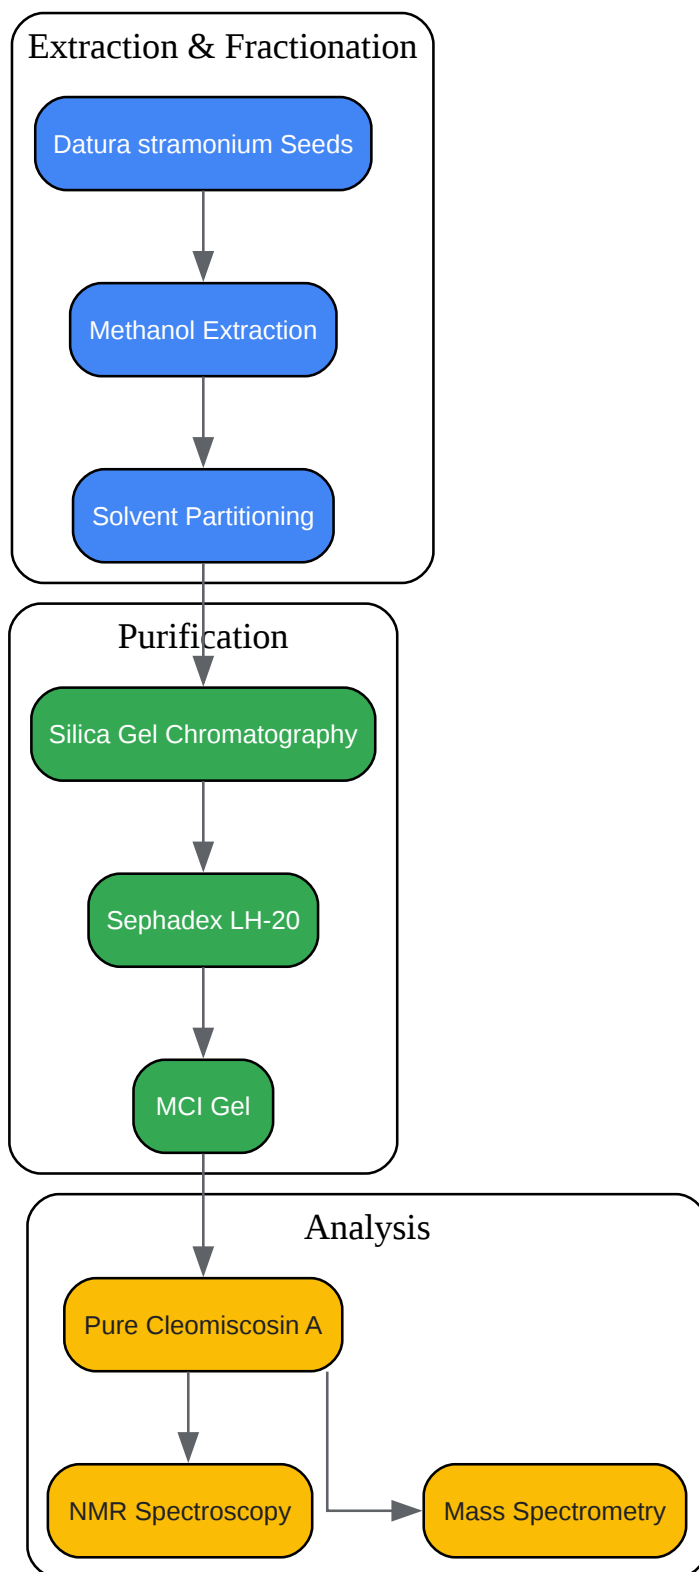 Extraction & Fractionation
Datura stramonium Seeds
Methanol Extraction
Solvent Partitioning
Purification
Silica Gel Chromatography
Sephadex LH-20
MCI Gel
Analysis
Pure Cleomiscosin A
NMR Spectroscopy
Mass Spectrometry